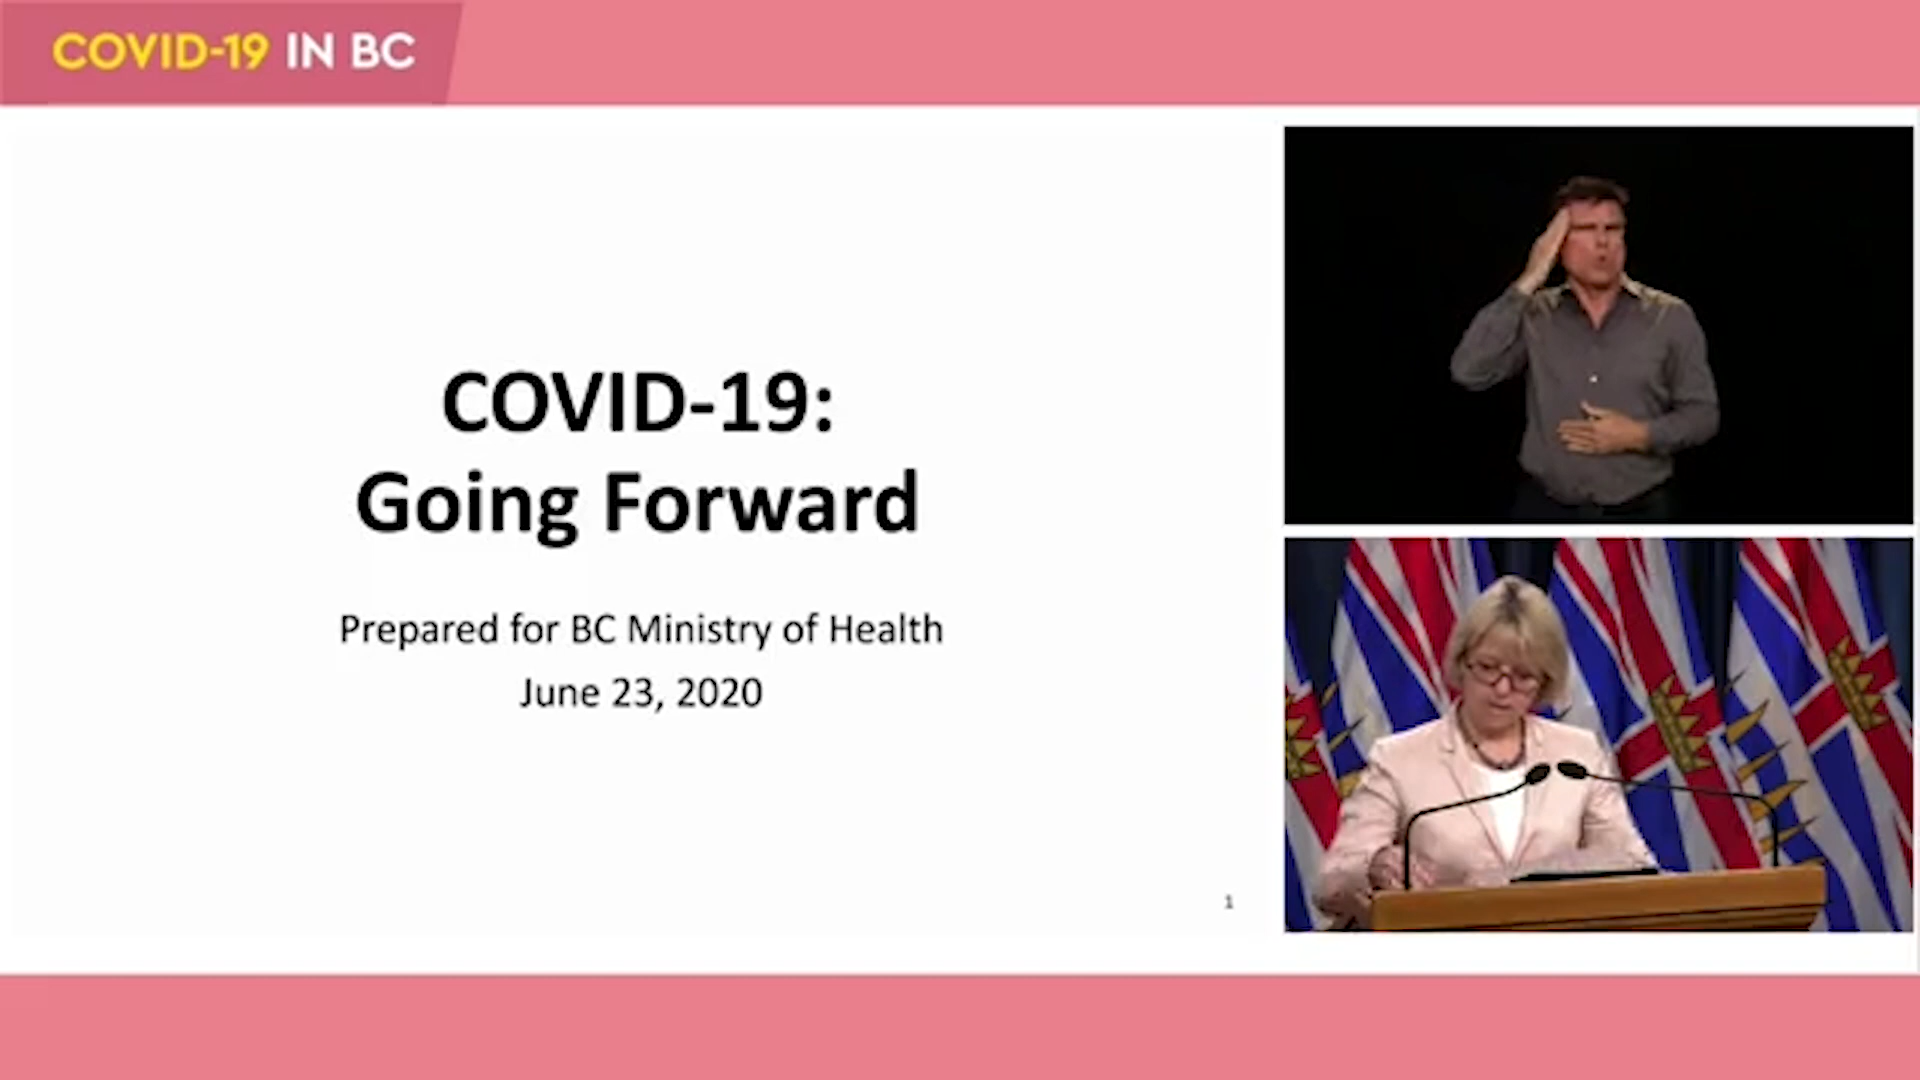 COVID-19 IN BC
COVID-19:
Going Forward
Prepared for BC Ministry of Health
June 23, 2020
1